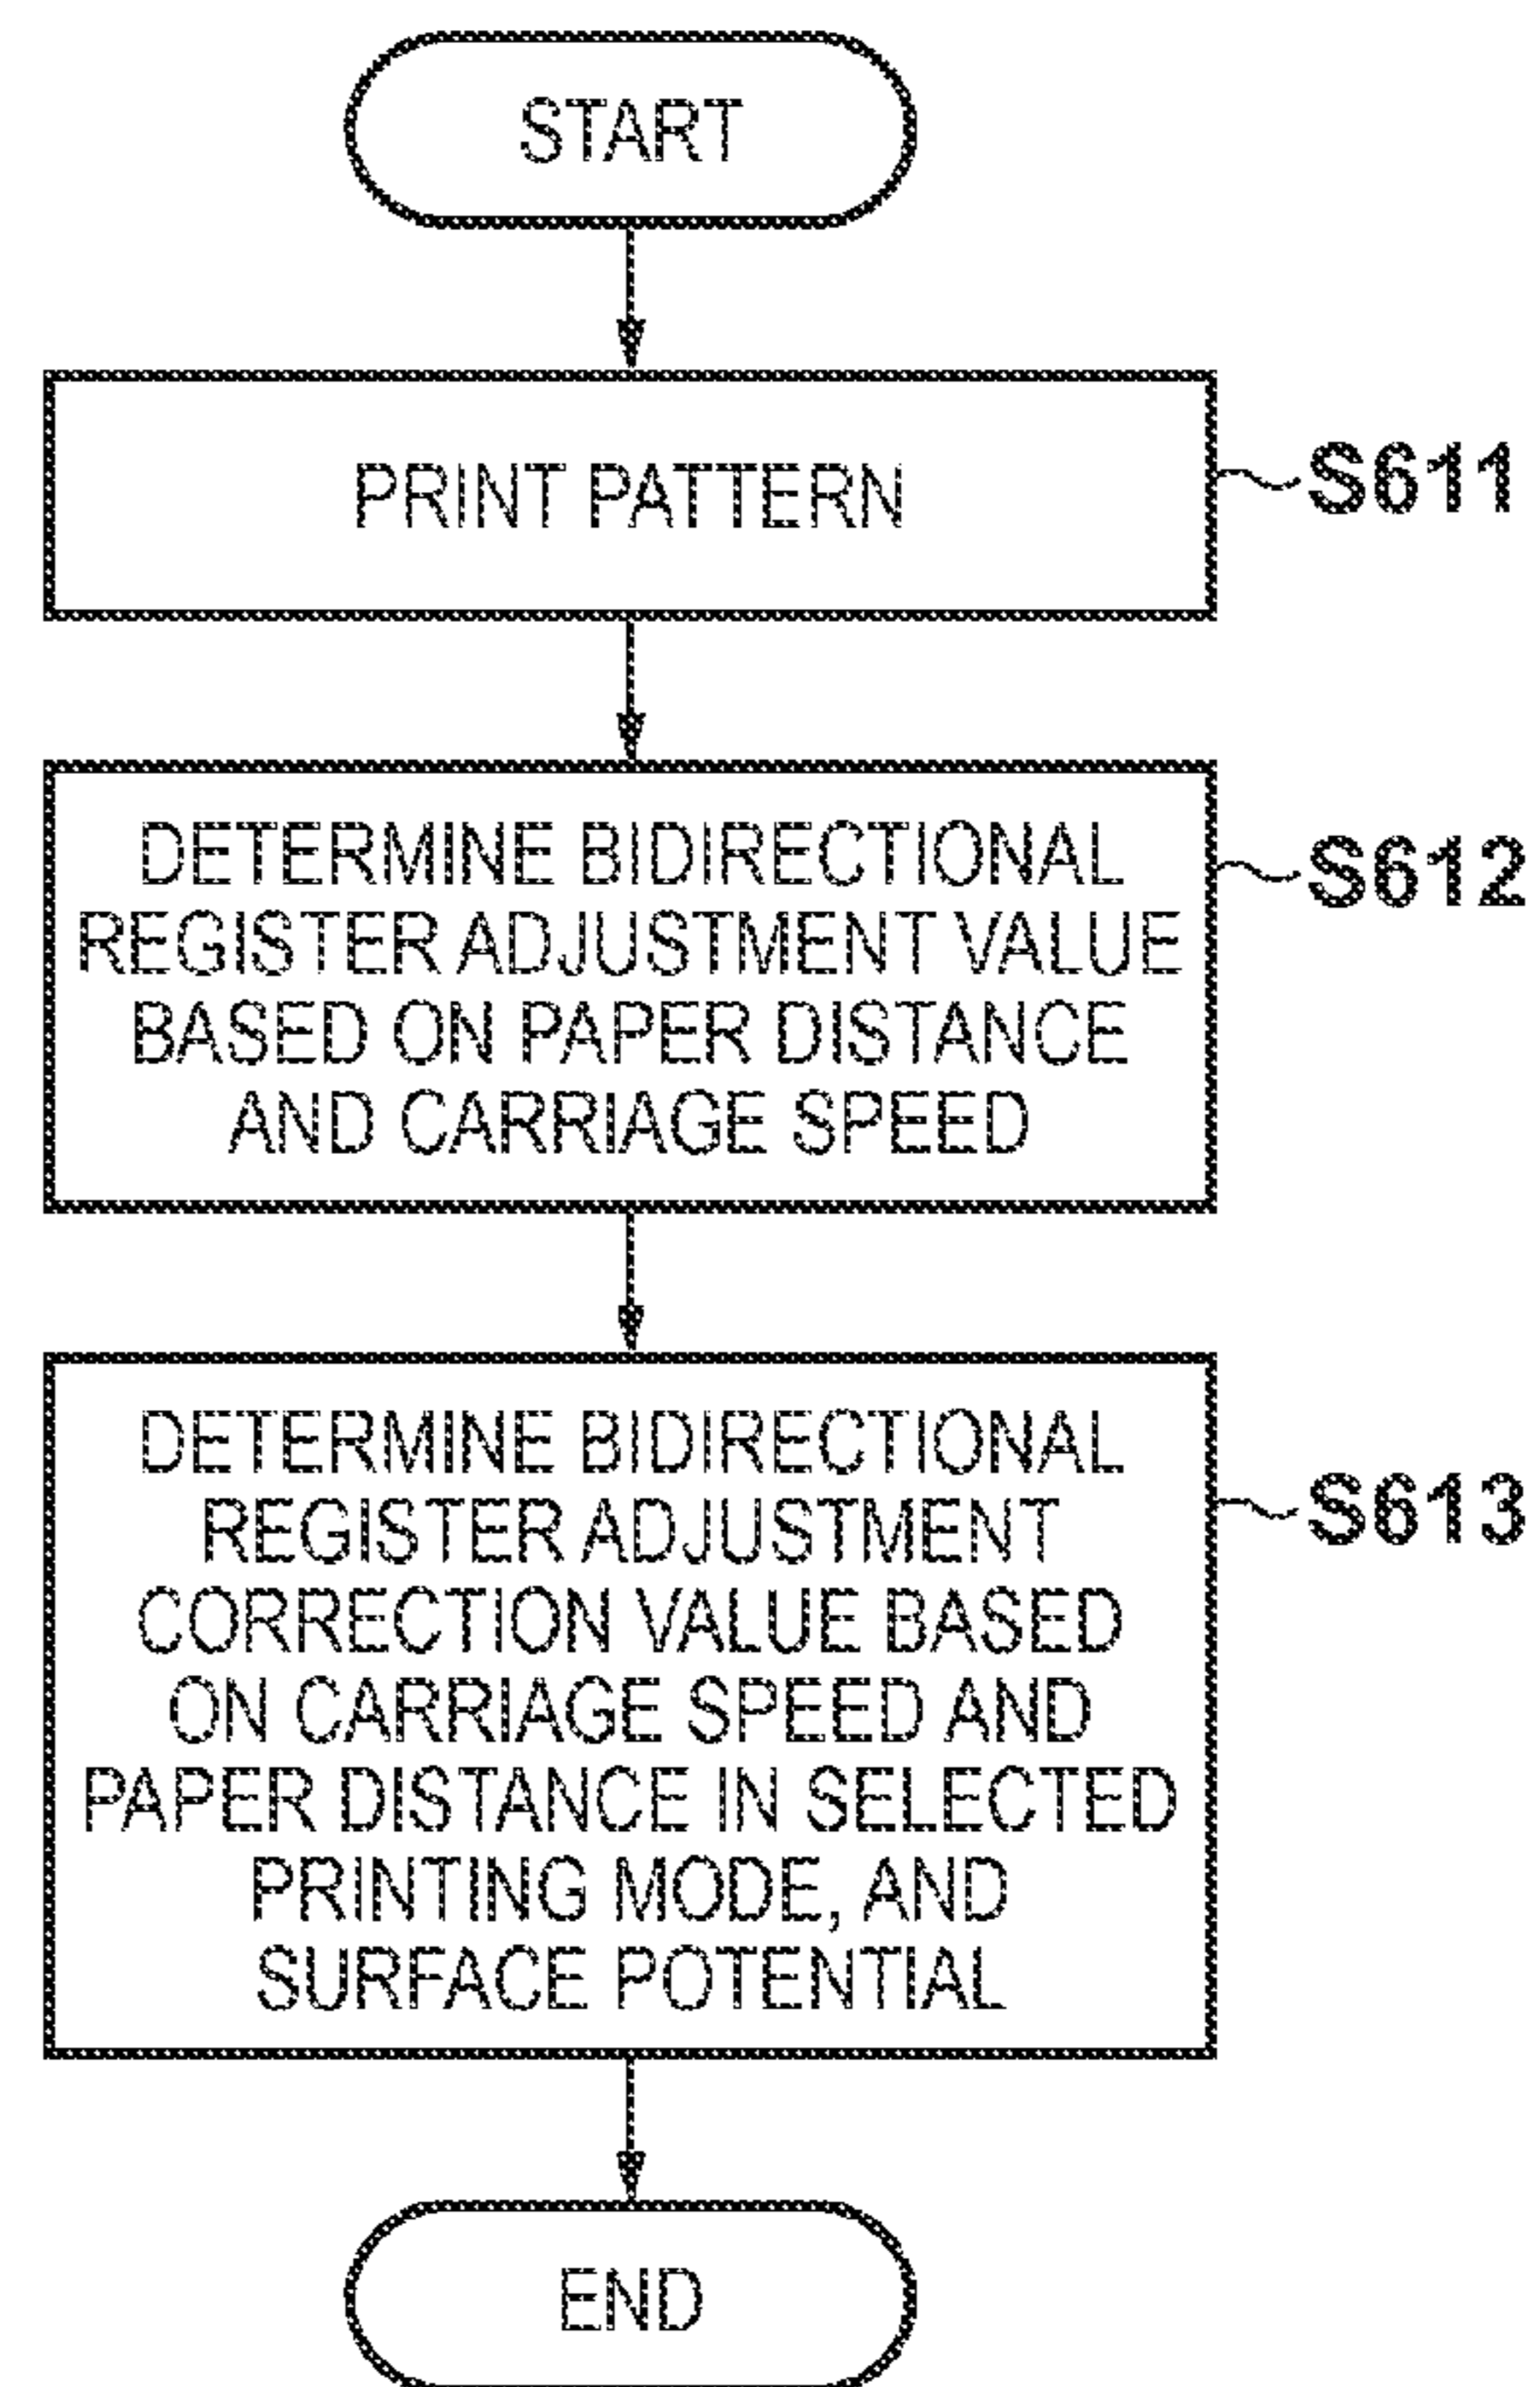 START
PRINT PATTERN
S611
DETERMINE BIDIRECTIONAL
REGISTER ADJUSTMENT VALUE
BASED ON PAPER DISTANCE
AND CARRIAGE SPEED
S612
DETERMINE BIDIRECTIONAL
REGISTER ADJUSTMENT
CORRECTION VALUE BASED
ON CARRIAGE SPEED AND
PAPER DISTANCE IN SELECTED
PRINTING MODE, AND
SURFACE POTENTIAL
S613
END